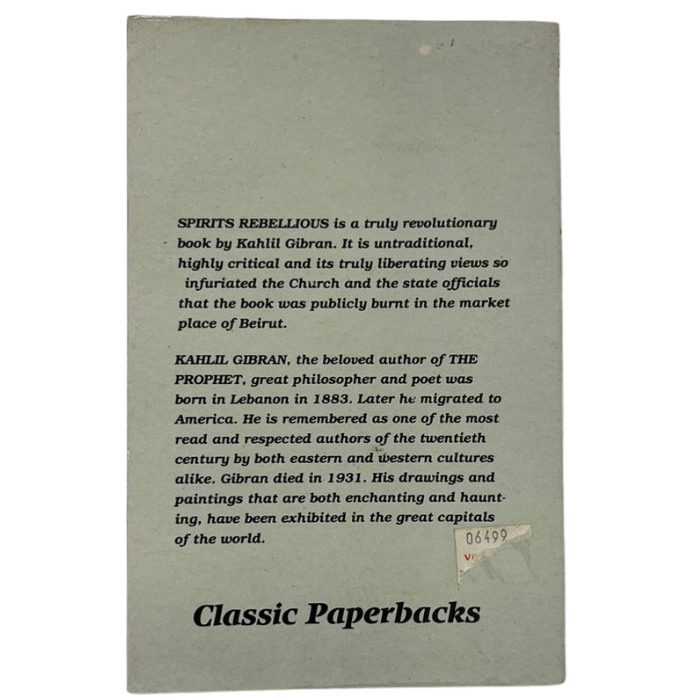 SPIRITS REBELLIOUS is a truly revolutionary
book by Kahlil Gibran. It is untraditional,
highly critical and its truly liberating views so
infuriated the Church and the state officials
that the book was publicly burnt in the market
place of Beirut.
KAHLIL GIBRAN, the beloved author of THE
PROPHET, great philosopher and poet was
born in Lebanon in 1883. Later he migrated to
America. He is remembered as one of the most
read and respected authors of the twentieth
century by both eastern and western cultures
alike. Gibran died in 1931. His drawings and
paintings that are both enchanting and haunt-
ing, have been exhibited in the great capitals
of the world.
06499
Classic Paperbacks